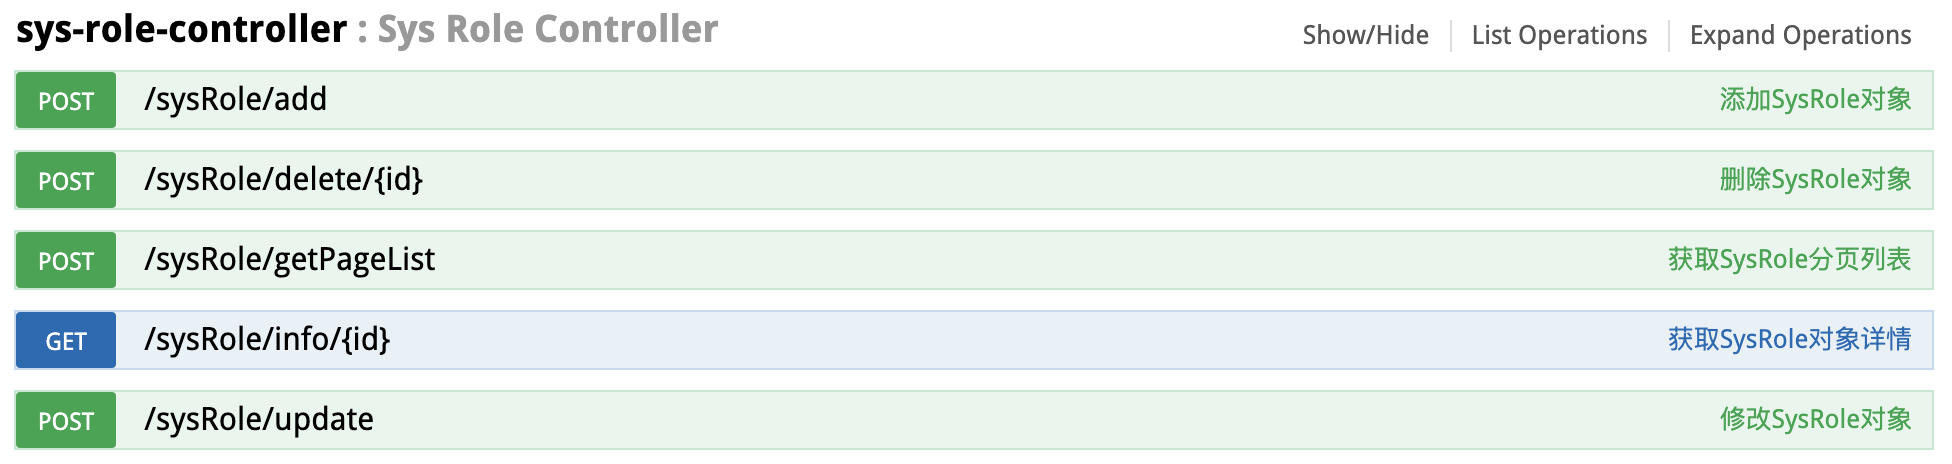 sys-role-controller : Sys Role Controller Show/Hide List Operations Expand Operations
POST /sysRole/add 添加SysRole对象
POST /sysRole/delete/{id} 删除SysRole对象
POST /sysRole/getPageList 获取SysRole分页列表
GET /sysRole/info/{id} 获取SysRole对象详情
POST /sysRole/update 修改SysRole对象